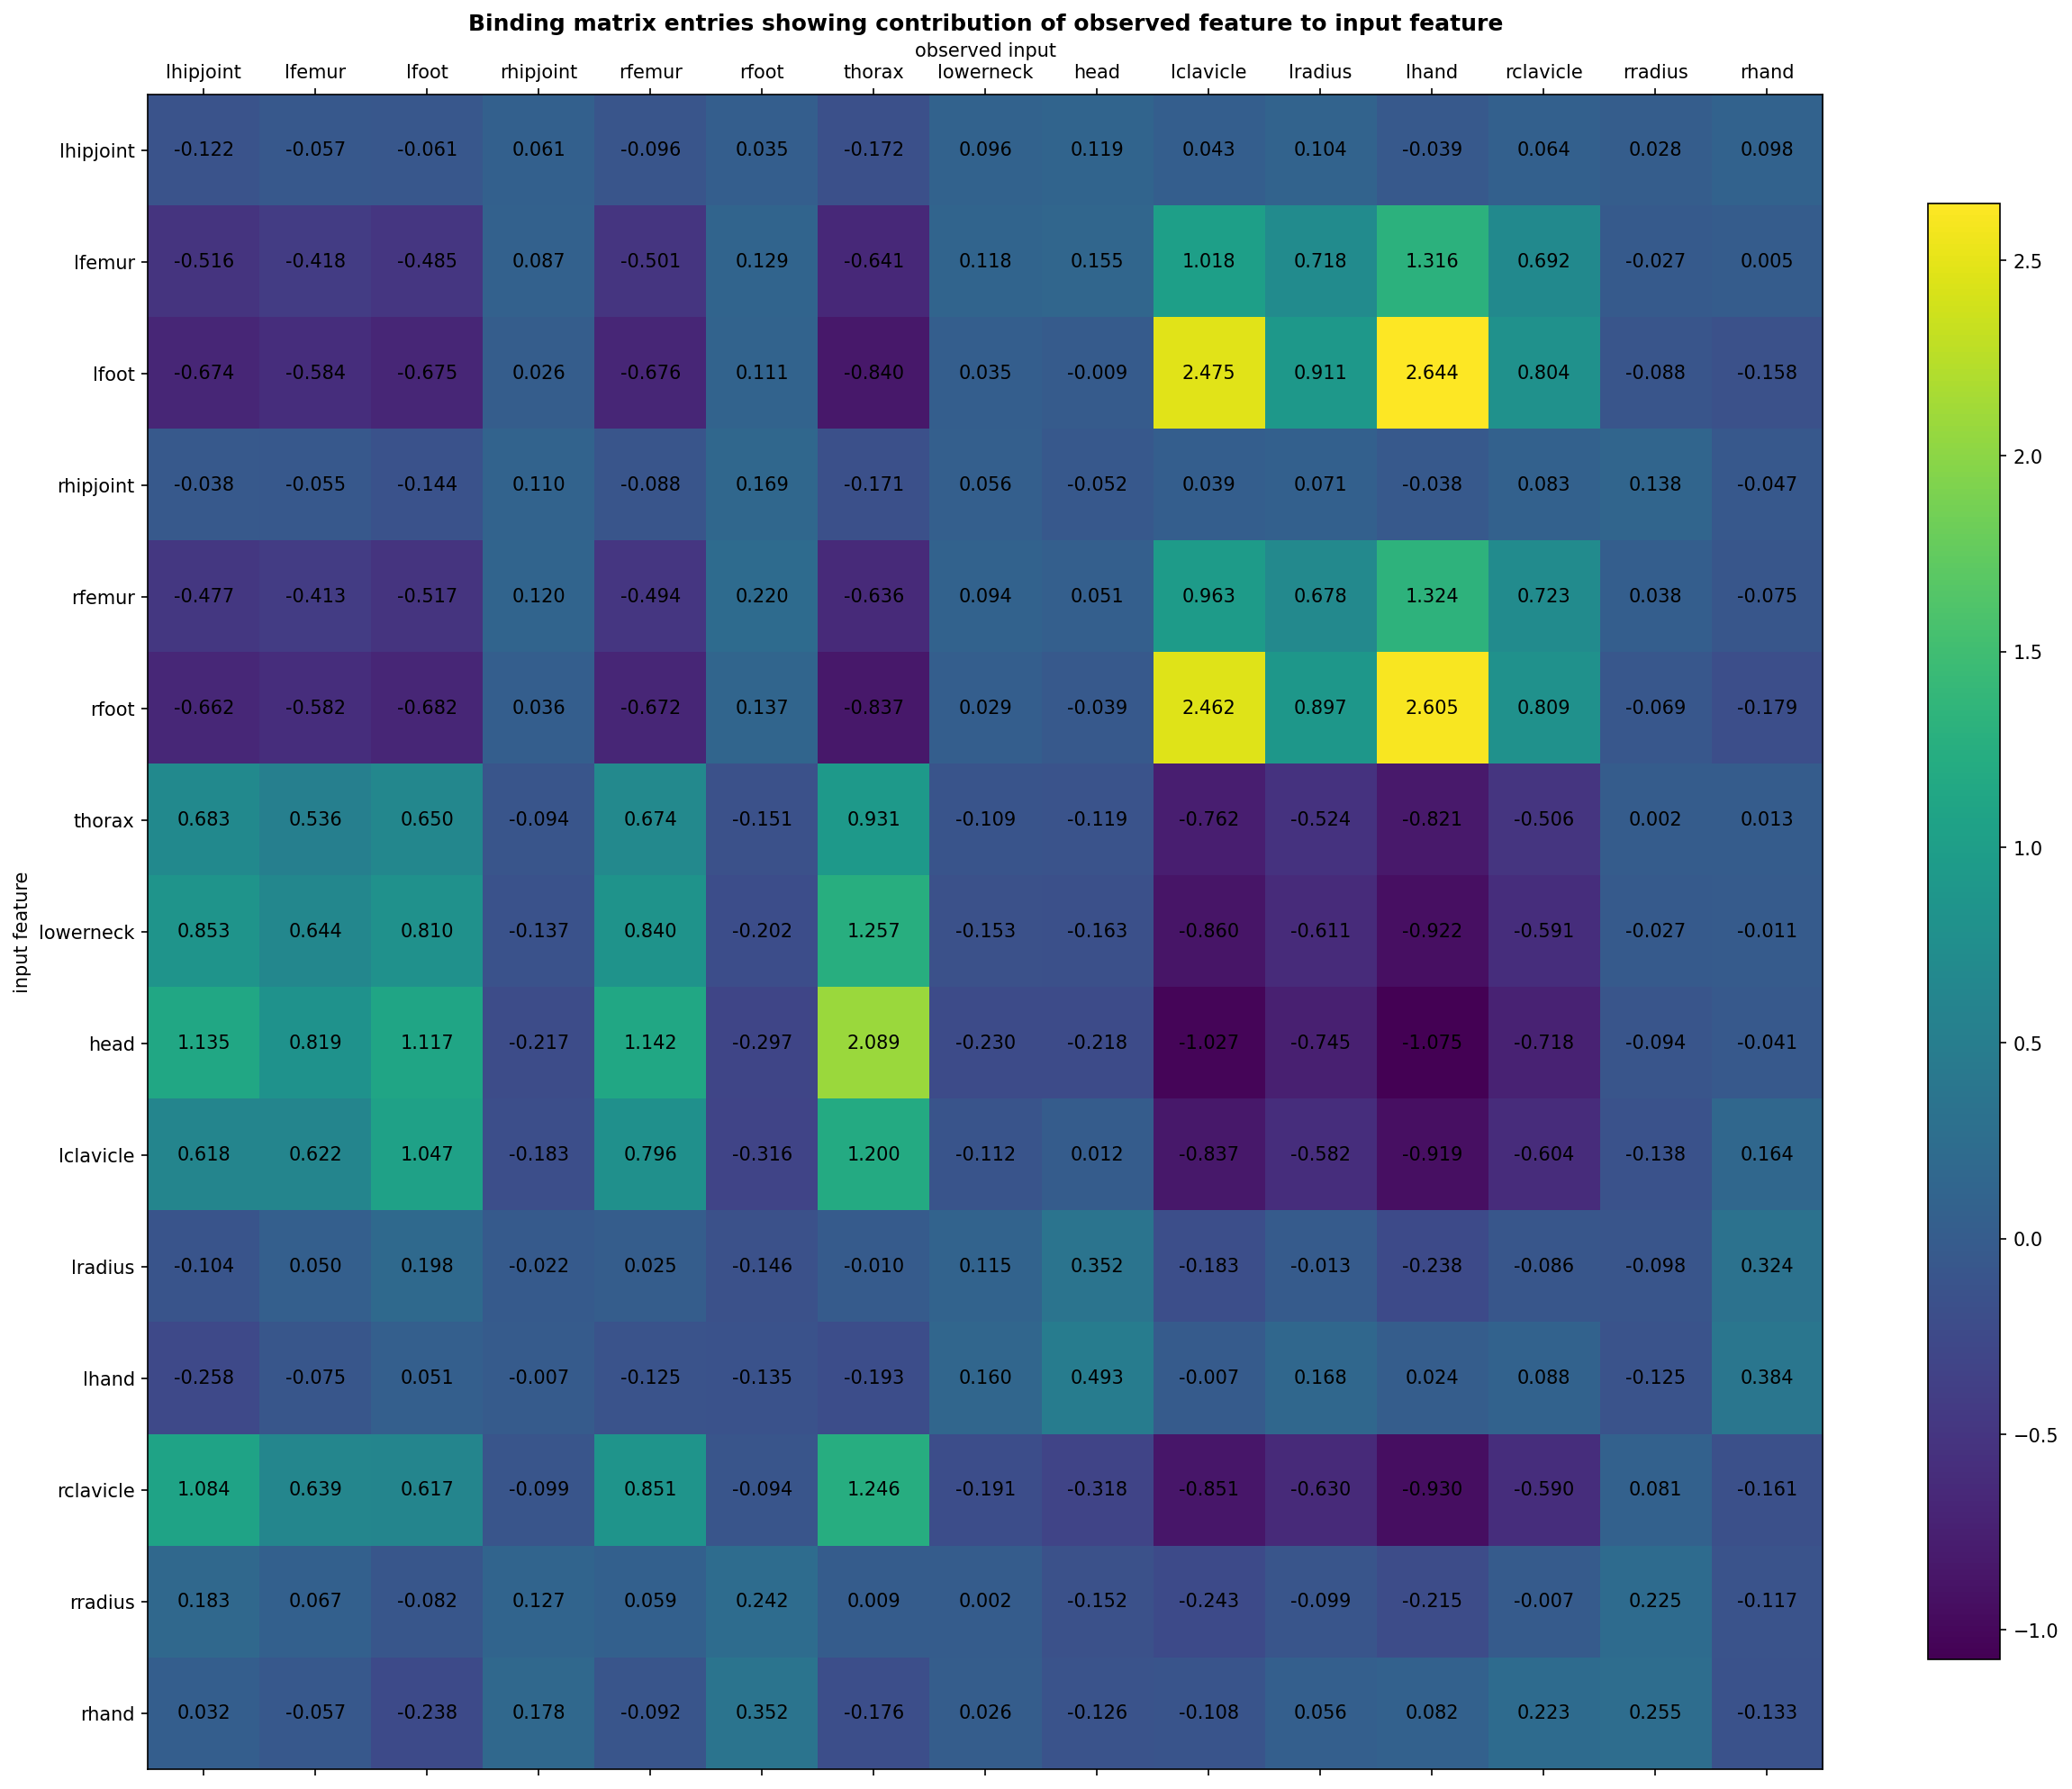 Binding matrix entries showing contribution of observed feature to input feature
observed input
lhipjoint lfemur lfoot rhipjoint rfemur rfoot thorax lowerneck head lclavicle lradius lhand rclavicle rradius rhand
lhipjoint -0.122 -0.057 -0.061 0.061 -0.096 0.035 -0.172 0.096 0.119 0.043 0.104 -0.039 0.064 0.028 0.098
lfemur -0.516 -0.418 -0.485 0.087 -0.501 0.129 -0.641 0.118 0.155 1.018 0.718 1.316 0.692 -0.027 0.005
2.5
lfoot -0.674 -0.584 -0.675 0.026 -0.676 0.111 -0.840 0.035 -0.009 2.475 0.911 2.644 0.804 -0.088 -0.158
2.0
rhipjoint -0.038 -0.055 -0.144 0.110 -0.088 0.169 -0.171 0.056 -0.052 0.039 0.071 -0.038 0.083 0.138 -0.047
rfemur -0.477 -0.413 -0.517 0.120 -0.494 0.220 -0.636 0.094 0.051 0.963 0.678 1.324 0.723 0.038 -0.075
1.5
rfoot -0.662 -0.582 -0.682 0.036 -0.672 0.137 -0.837 0.029 -0.039 2.462 0.897 2.605 0.809 -0.069 -0.179
thorax 0.683 0.536 0.650 -0.094 0.674 -0.151 0.931 -0.109 -0.119 -0.762 -0.524 -0.821 -0.506 0.002 0.013
1.0
input feature
lowerneck 0.853 0.644 0.810 -0.137 0.840 -0.202 1.257 -0.153 -0.163 -0.860 -0.611 -0.922 -0.591 -0.027 -0.011
head 1.135 0.819 1.117 -0.217 1.142 -0.297 2.089 -0.230 -0.218 -1.027 -0.745 -1.075 -0.718 -0.094 -0.041
0.5
lclavicle 0.618 0.622 1.047 -0.183 0.796 -0.316 1.200 -0.112 0.012 -0.837 -0.582 -0.919 -0.604 -0.138 0.164
0.0
lradius -0.104 0.050 0.198 -0.022 0.025 -0.146 -0.010 0.115 0.352 -0.183 -0.013 -0.238 -0.086 -0.098 0.324
lhand -0.258 -0.075 0.051 -0.007 -0.125 -0.135 -0.193 0.160 0.493 -0.007 0.168 0.024 0.088 -0.125 0.384
−0.5
rclavicle 1.084 0.639 0.617 -0.099 0.851 -0.094 1.246 -0.191 -0.318 -0.851 -0.630 -0.930 -0.590 0.081 -0.161
rradius 0.183 0.067 -0.082 0.127 0.059 0.242 0.009 0.002 -0.152 -0.243 -0.099 -0.215 -0.007 0.225 -0.117
−1.0
rhand 0.032 -0.057 -0.238 0.178 -0.092 0.352 -0.176 0.026 -0.126 -0.108 0.056 0.082 0.223 0.255 -0.133